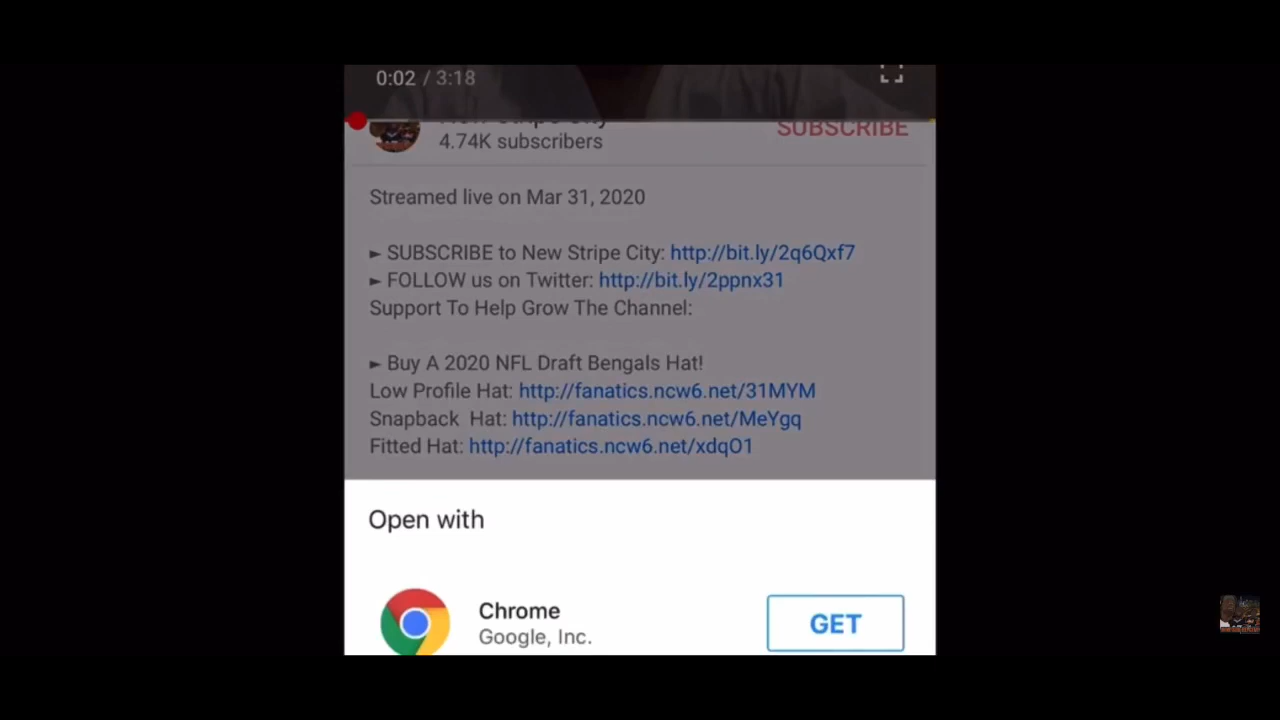 0:02 / 3:18
New Stripe City
SUBSCRIBE
4.74K subscribers
Streamed live on Mar 31, 2020
► SUBSCRIBE to New Stripe City: http://bit.ly/2q6Qxf7
► FOLLOW us on Twitter: http://bit.ly/2ppnx31
Support To Help Grow The Channel:
► Buy A 2020 NFL Draft Bengals Hat!
Low Profile Hat: http://fanatics.ncw6.net/31MYM
Snapback  Hat: http://fanatics.ncw6.net/MeYgq
Fitted Hat: http://fanatics.ncw6.net/xdqO1
Open with
Chrome
GET
Google, Inc.